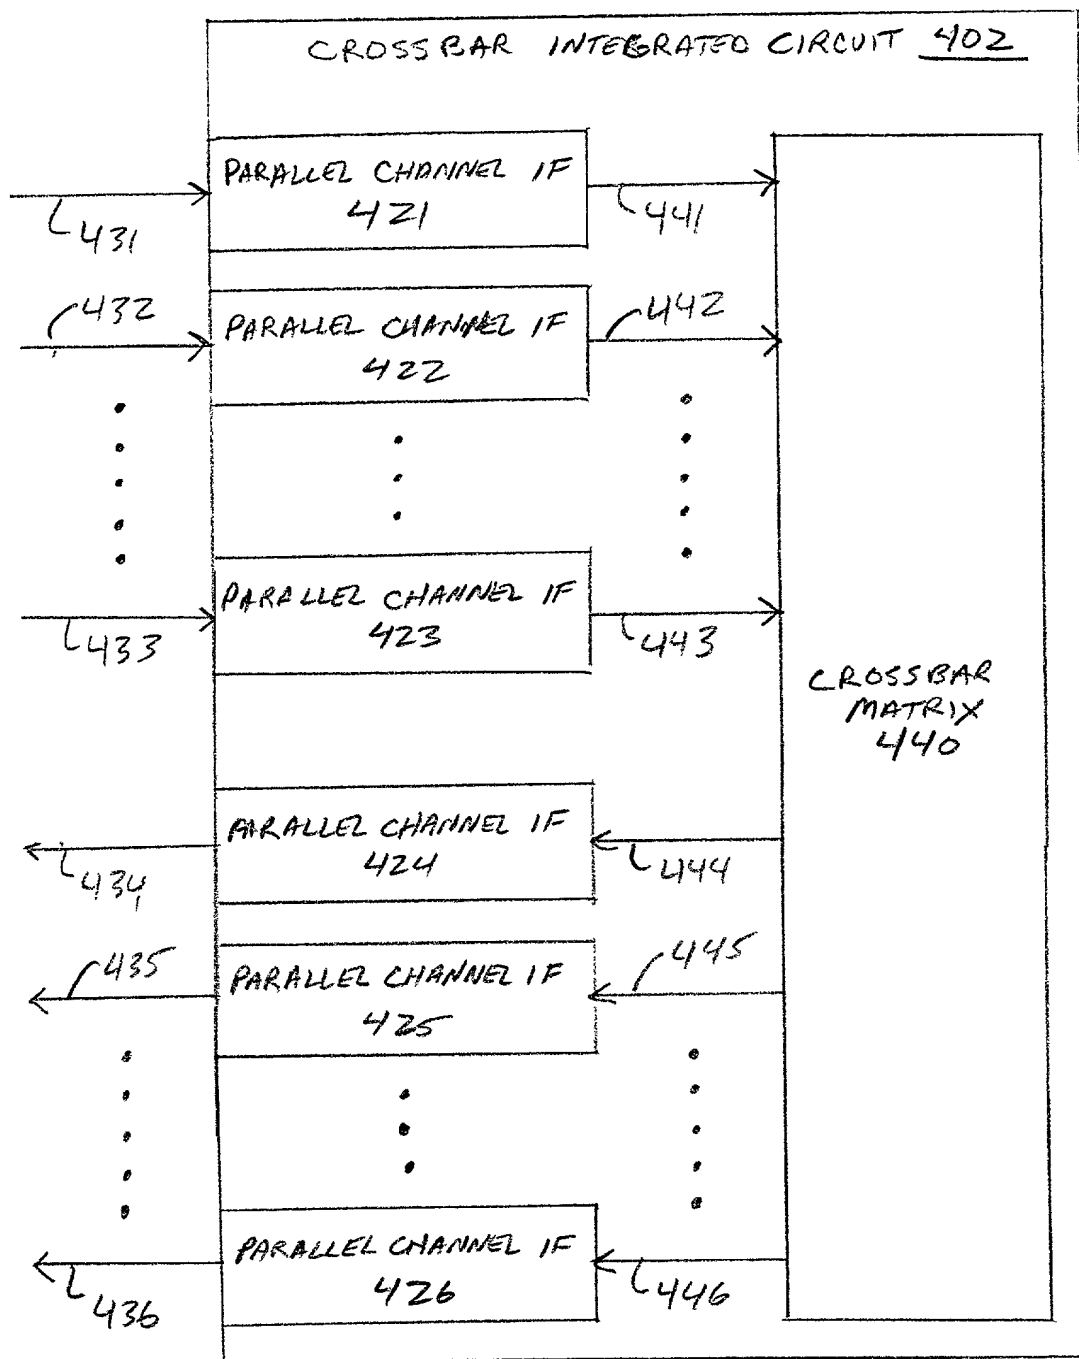 CROSSBAR INTEGRATED CIRCUIT 402
PARALLEL CHANNEL IF
421
431
441
432
PARALLEL CHANNEL IF
422
442
PARALLEL CHANNEL IF
423
433
443
CROSSBAR
MATRIX
440
PARALLEL CHANNEL IF
424
434
444
435
PARALLEL CHANNEL IF
425
445
PARALLEL CHANNEL IF
426
436
446